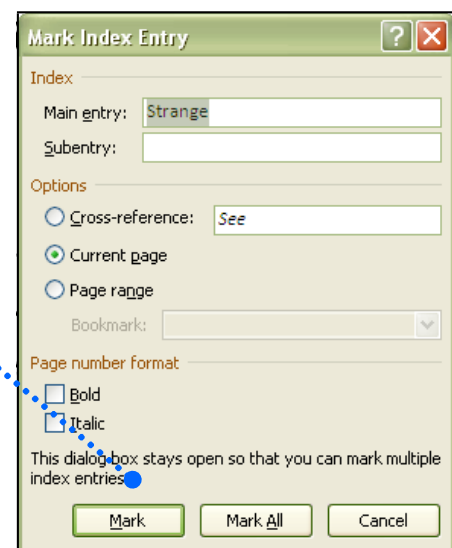 Mark Index Entry
Index
Main entry: Strange
Subentry:
Options
Cross-reference: See
Current page
Page range
Bookmark:
Page number format
Bold
Italic
This dialog box stays open so that you can mark multiple
index entries
Mark Mark All Cancel